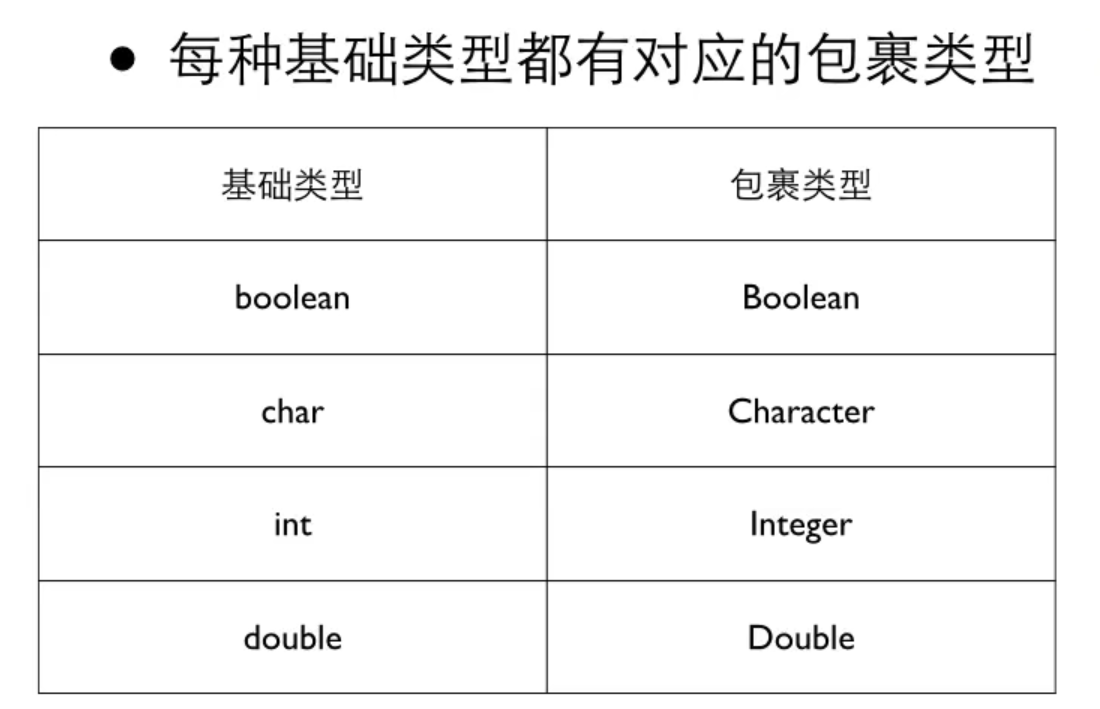 • 每种基础类型都有对应的包裹类型
基础类型 包裹类型
boolean Boolean
char Character
int Integer
double Double